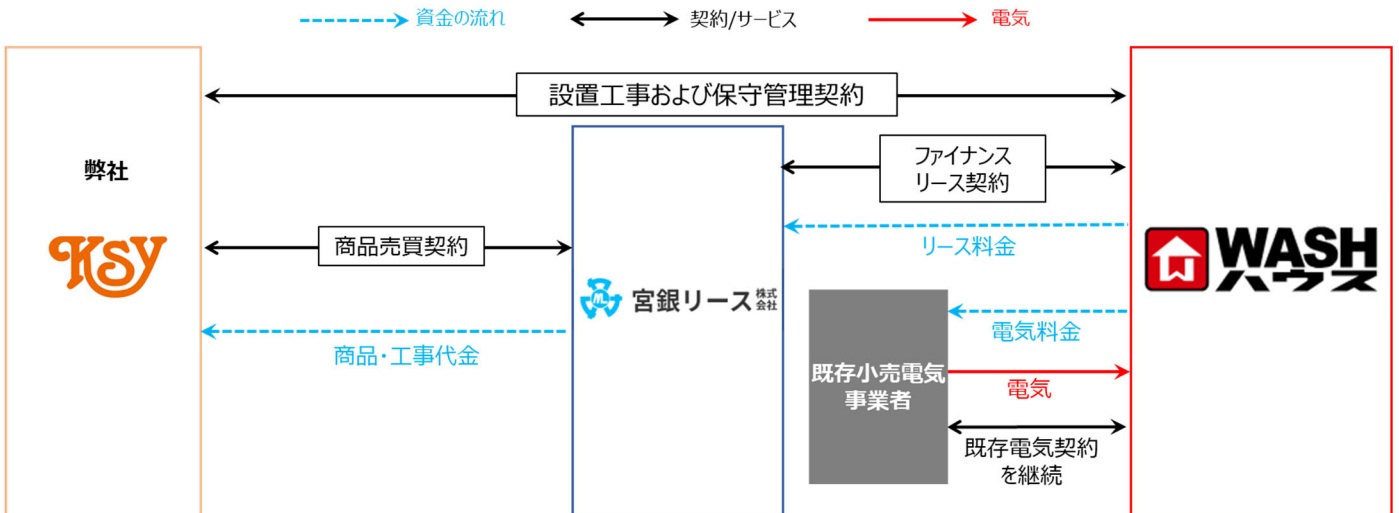 資金の流れ
契約/サービス
電気
設置工事および保守管理契約
弊社
KSY
商品売買契約
商品・工事代金
宮銀リース 株式会社
ファイナンス
リース契約
リース料金
既存小売電気
事業者
電気料金
電気
既存電気契約
を継続
WASH
ハウス